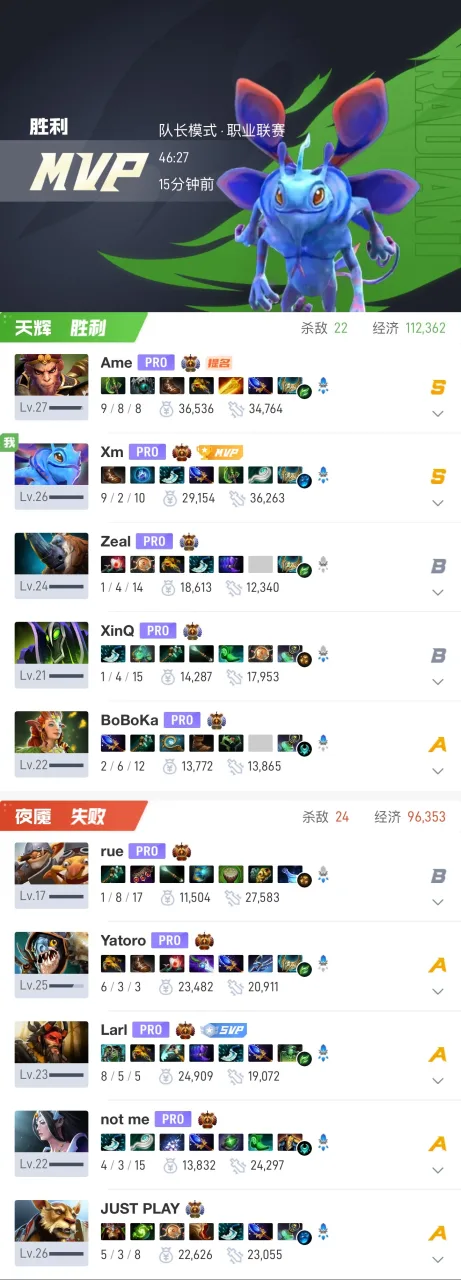 胜利
队长模式 · 职业联赛
MVP
46:27
15分钟前
RADIANT
天辉 胜利 杀敌 22 经济 112,362
Ame PRO 提名
Lv.27 9 / 8 / 8 36,536 34,764 S
我
Xm PRO MVP
Lv.26 9 / 2 / 10 29,154 36,263 S
Zeal PRO
Lv.24 1 / 4 / 14 18,613 12,340 B
XinQ PRO
Lv.21 1 / 4 / 15 14,287 17,953 B
BoBoKa PRO
Lv.22 2 / 6 / 12 13,772 13,865 A
夜魇 失败 杀敌 24 经济 96,353
rue PRO
Lv.17 1 / 8 / 17 11,504 27,583 B
Yatoro PRO
Lv.25 6 / 3 / 3 23,482 20,911 A
Larl PRO SVP
Lv.23 8 / 5 / 5 24,909 19,072 A
not me PRO
Lv.22 4 / 3 / 15 13,832 24,297 A
JUST PLAY
Lv.26 5 / 3 / 8 22,626 23,055 A